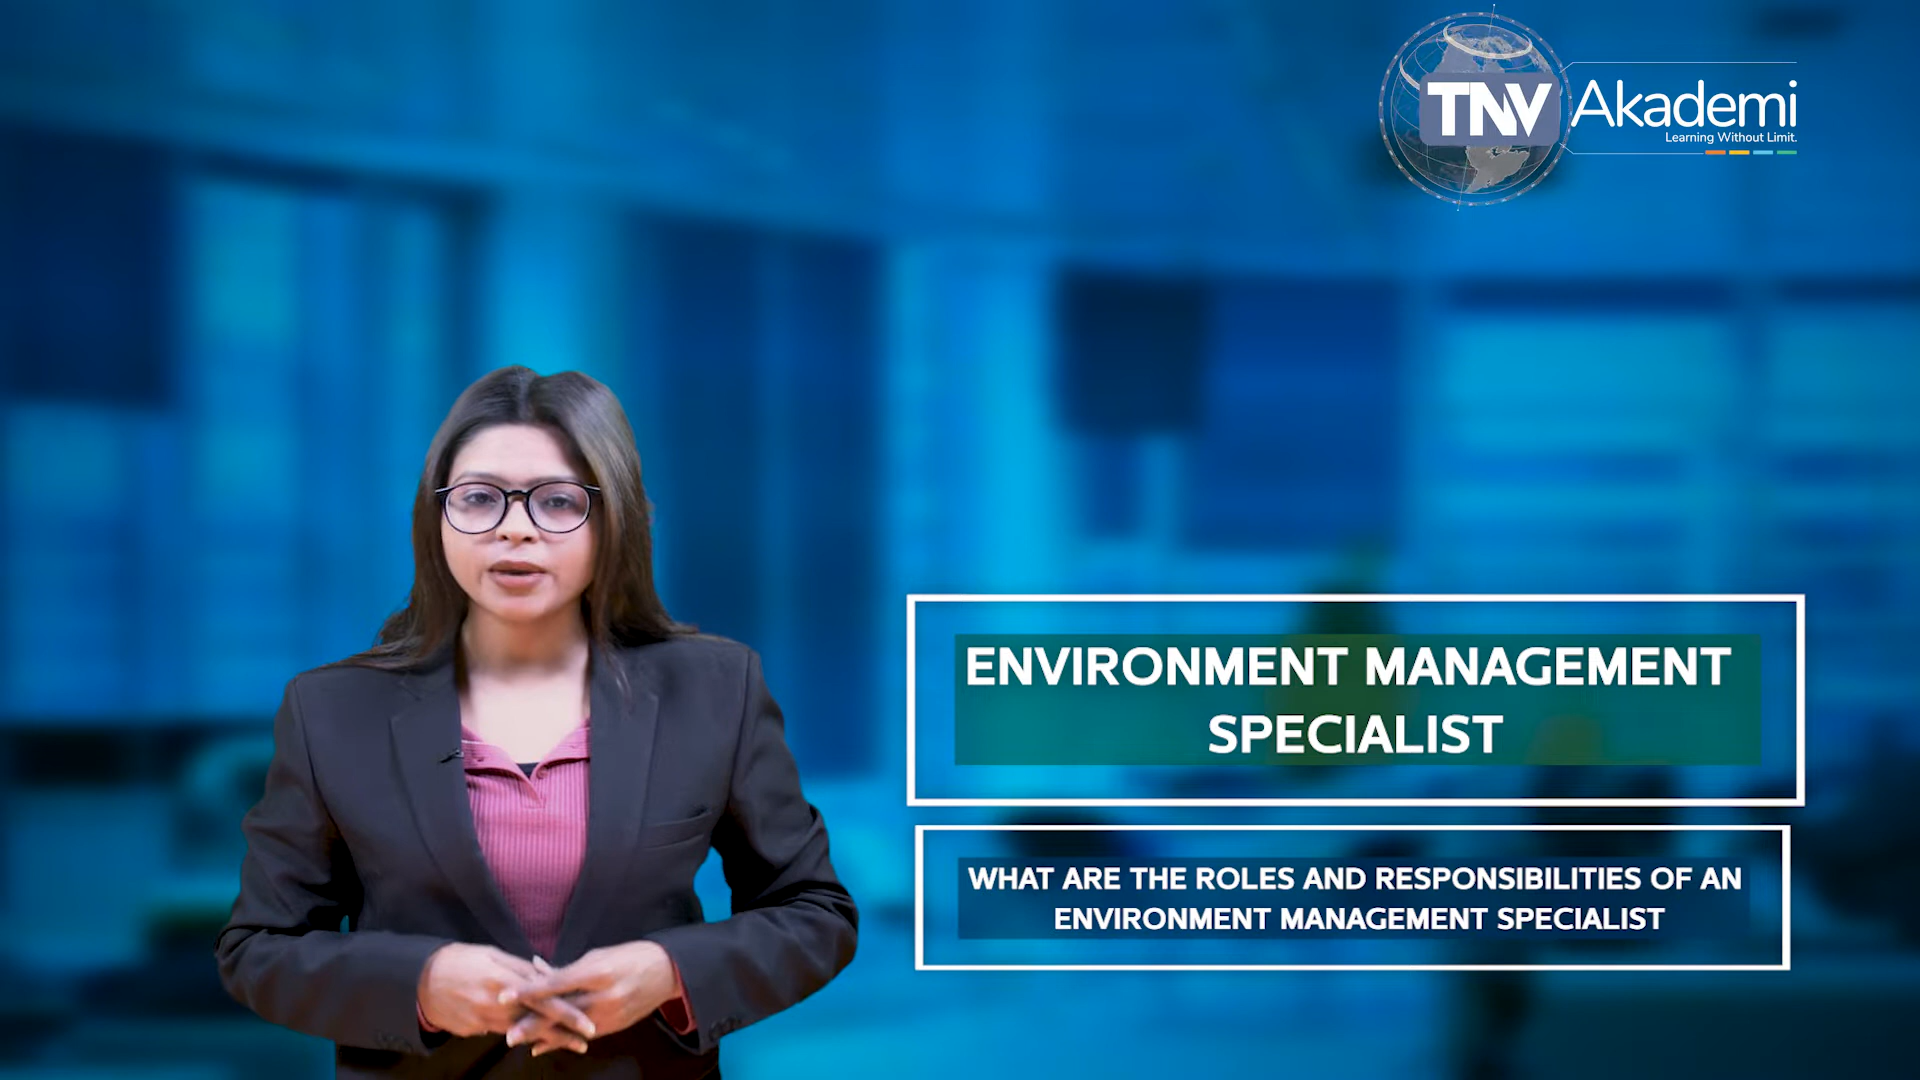 TNV Akademi
Learning Without Limit.
ENVIRONMENT MANAGEMENT
SPECIALIST
WHAT ARE THE ROLES AND RESPONSIBILITIES OF AN
ENVIRONMENT MANAGEMENT SPECIALIST